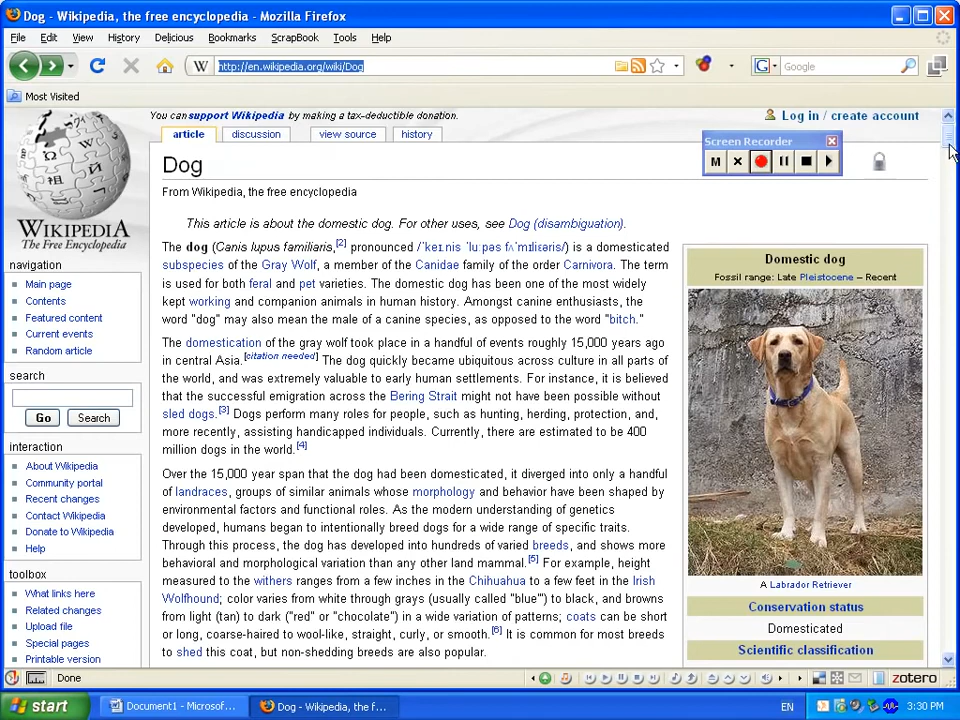 Dog - Wikipedia, the free encyclopedia - Mozilla Firefox
File Edit View History Delicious Bookmarks ScrapBook Tools Help
W http://en.wikipedia.org/wiki/Dog G Google
Most Visited
You can support Wikipedia by making a tax-deductible donation.
Log in / create account
article discussion view source history
Screen Recorder
M
WIKIPEDIA
The Free Encyclopedia
navigation
Main page
Contents
Featured content
Current events
Random article
search
Go Search
interaction
About Wikipedia
Community portal
Recent changes
Contact Wikipedia
Donate to Wikipedia
Help
toolbox
What links here
Related changes
Upload file
Special pages
Printable version
Dog
From Wikipedia, the free encyclopedia
This article is about the domestic dog. For other uses, see Dog (disambiguation).
The dog (Canis lupus familiaris,[2] pronounced is a domesticated
subspecies of the Gray Wolf, a member of the Canidae family of the order Carnivora. The term
is used for both feral and pet varieties. The domestic dog has been one of the most widely
kept working and companion animals in human history. Amongst canine enthusiasts, the
word "dog" may also mean the male of a canine species, as opposed to the word "bitch."
The domestication of the gray wolf took place in a handful of events roughly 15,000 years ago
in central Asia.[citation needed] The dog quickly became ubiquitous across culture in all parts of
the world, and was extremely valuable to early human settlements. For instance, it is believed
that the successful emigration across the Bering Strait might not have been possible without
sled dogs.[3] Dogs perform many roles for people, such as hunting, herding, protection, and,
more recently, assisting handicapped individuals. Currently, there are estimated to be 400
million dogs in the world.[4]
Over the 15,000 year span that the dog had been domesticated, it diverged into only a handful
of landraces, groups of similar animals whose morphology and behavior have been shaped by
environmental factors and functional roles. As the modern understanding of genetics
developed, humans began to intentionally breed dogs for a wide range of specific traits.
Through this process, the dog has developed into hundreds of varied breeds, and shows more
behavioral and morphological variation than any other land mammal.[5] For example, height
measured to the withers ranges from a few inches in the Chihuahua to a few feet in the Irish
Wolfhound; color varies from white through grays (usually called "blue") to black, and browns
from light (tan) to dark ("red" or "chocolate") in a wide variation of patterns; coats can be short
or long, coarse-haired to wool-like, straight, curly, or smooth.[6] It is common for most breeds
to shed this coat, but non-shedding breeds are also popular.
Domestic dog
Fossil range: Late Pleistocene – Recent
A Labrador Retriever
Conservation status
Domesticated
Scientific classification
Done
zotero
start Document1 - Microsof... Dog - Wikipedia, the f... EN 3:30 PM